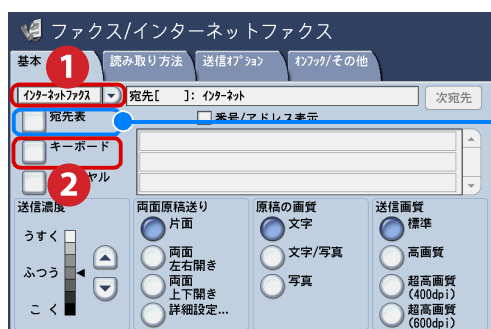 ファクス/インターネットファクス
基本 読み取り方法 送信ｵﾌﾟｼｮﾝ ｵﾝﾌｯｸ/その他
1
ｲﾝﾀｰﾈｯﾄﾌｧｸｽ 宛先[ ]: ｲﾝﾀｰﾈｯﾄ 次宛先
宛先表 番号/アドレス表示
キーボード
2
ヤル
送信濃度 両面原稿送り 原稿の画質 送信画質
うすく 片面 文字 標準
ふつう 両面
左右開き 文字/写真 高画質
両面
上下開き 写真 超高画質
(400dpi)
こく 詳細設定... 超高画質
(600dpi)